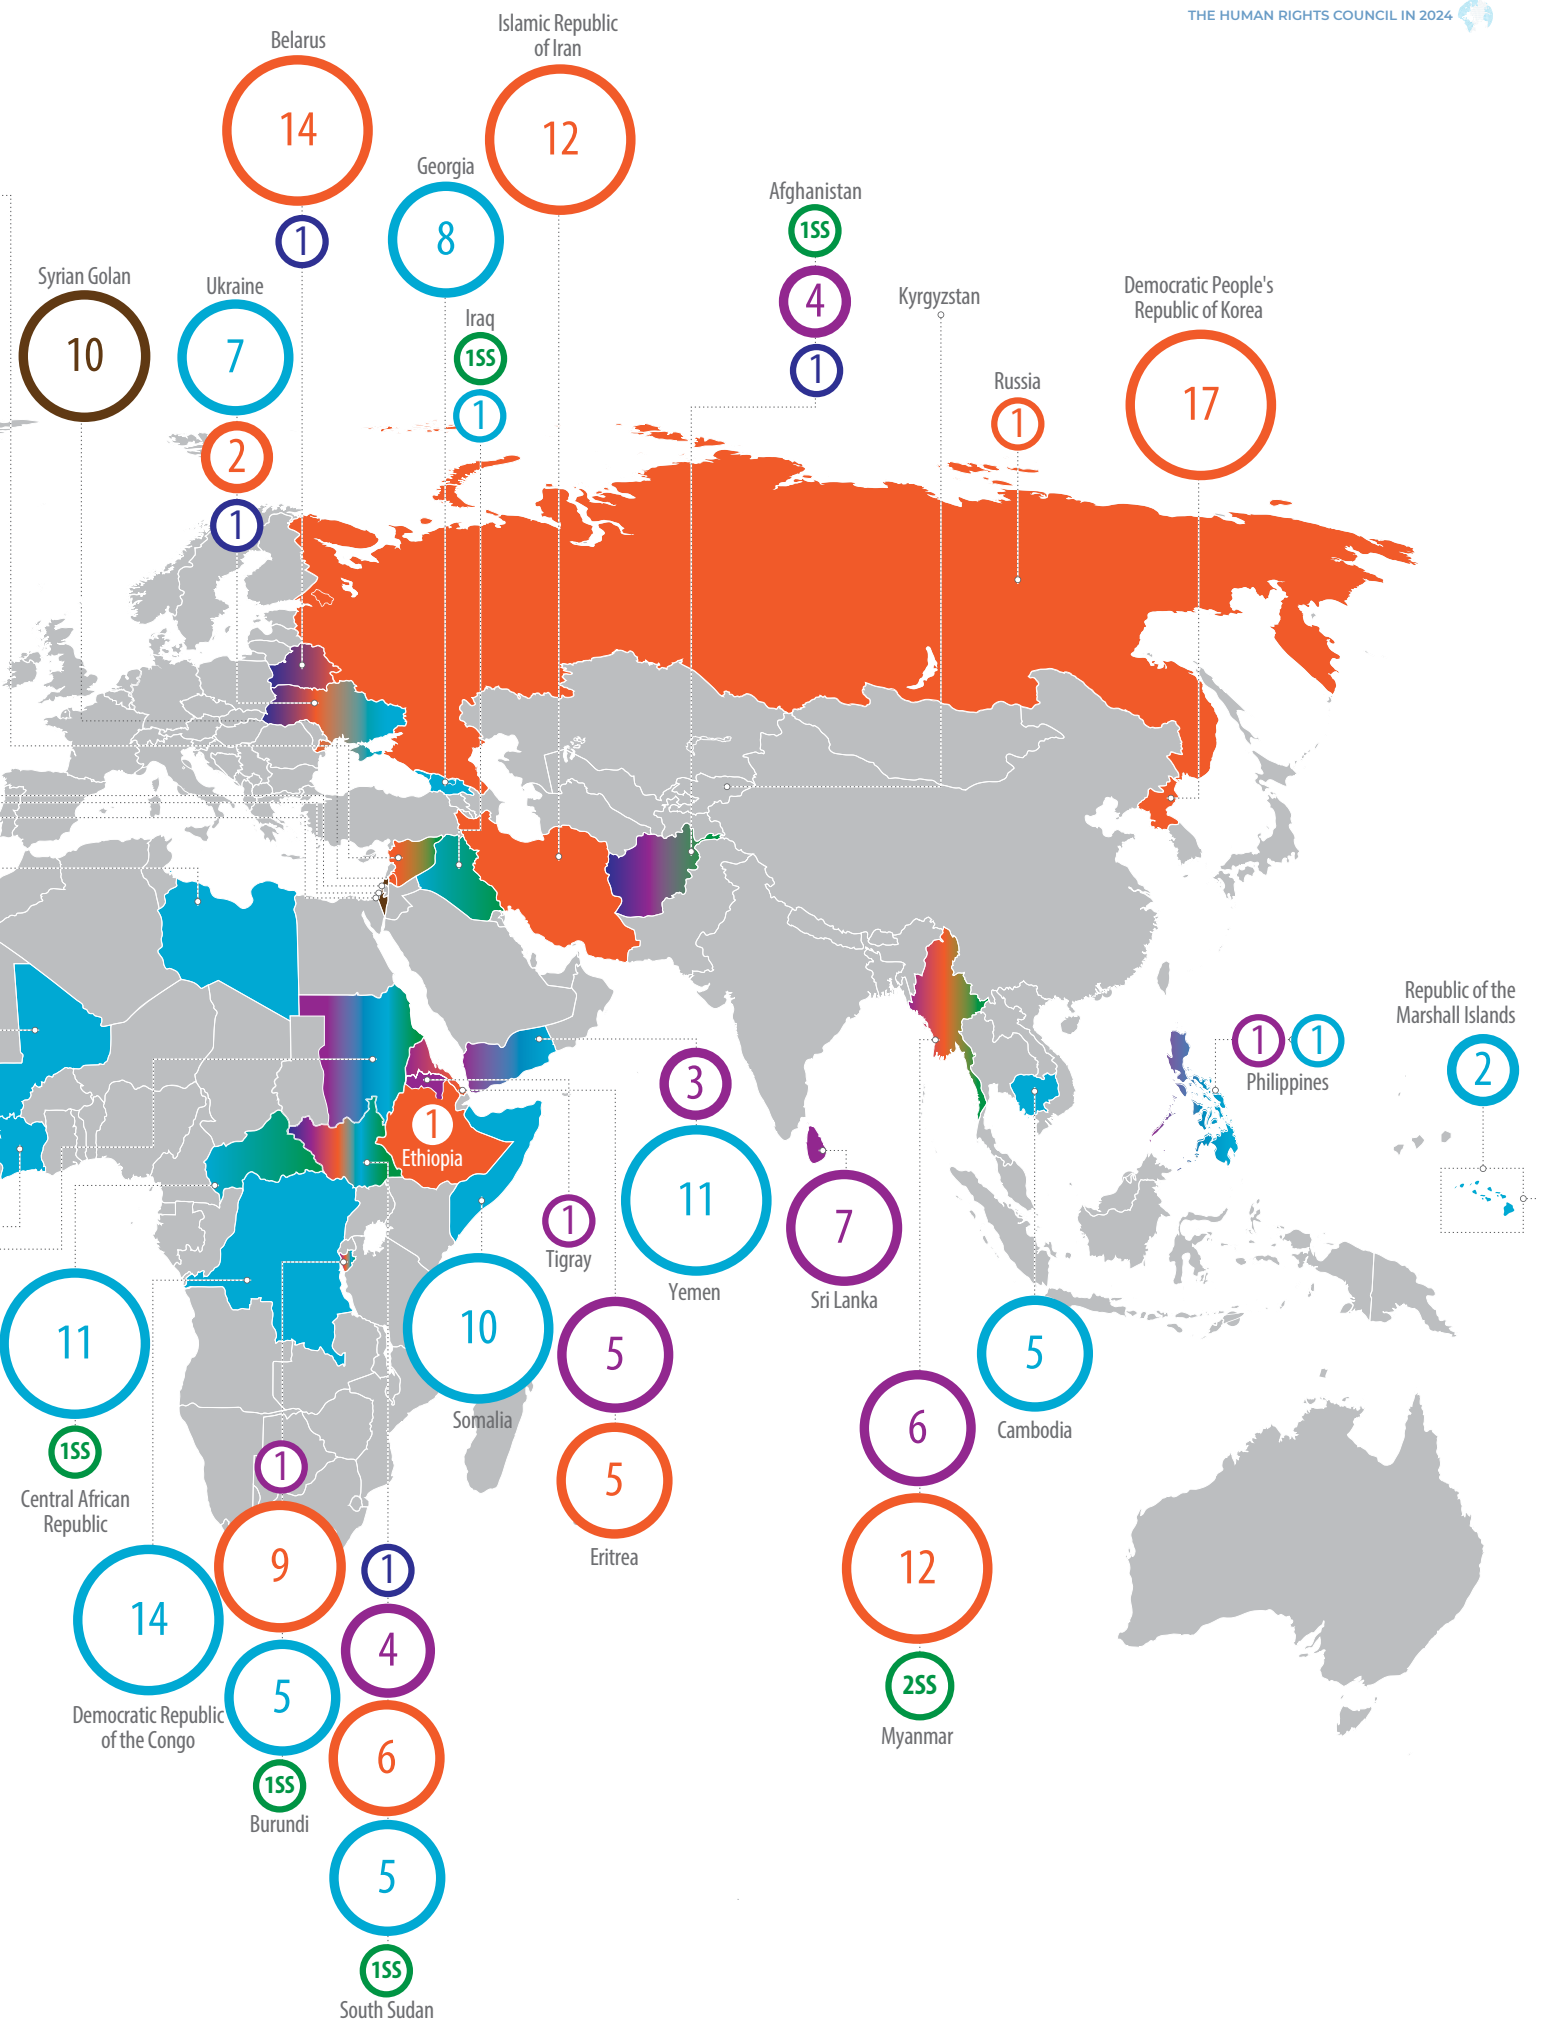 THE HUMAN RIGHTS COUNCIL IN 2024
Belarus
14
1
Islamic Republic
of Iran
12
Georgia
8
Afghanistan
1SS
4
1
Syrian Golan
10
Ukraine
7
2
1
Iraq
1SS
1
Kyrgyzstan
Russia
1
Democratic People's
Republic of Korea
17
Republic of the
Marshall Islands
2
1
1
Philippines
1
Ethiopia
3
11
Yemen
1
Tigray
7
Sri Lanka
11
1SS
Central African
Republic
10
Somalia
5
5
Eritrea
5
Cambodia
6
12
2SS
Myanmar
14
Democratic Republic
of the Congo
1
9
5
1SS
Burundi
1
4
6
5
1SS
South Sudan